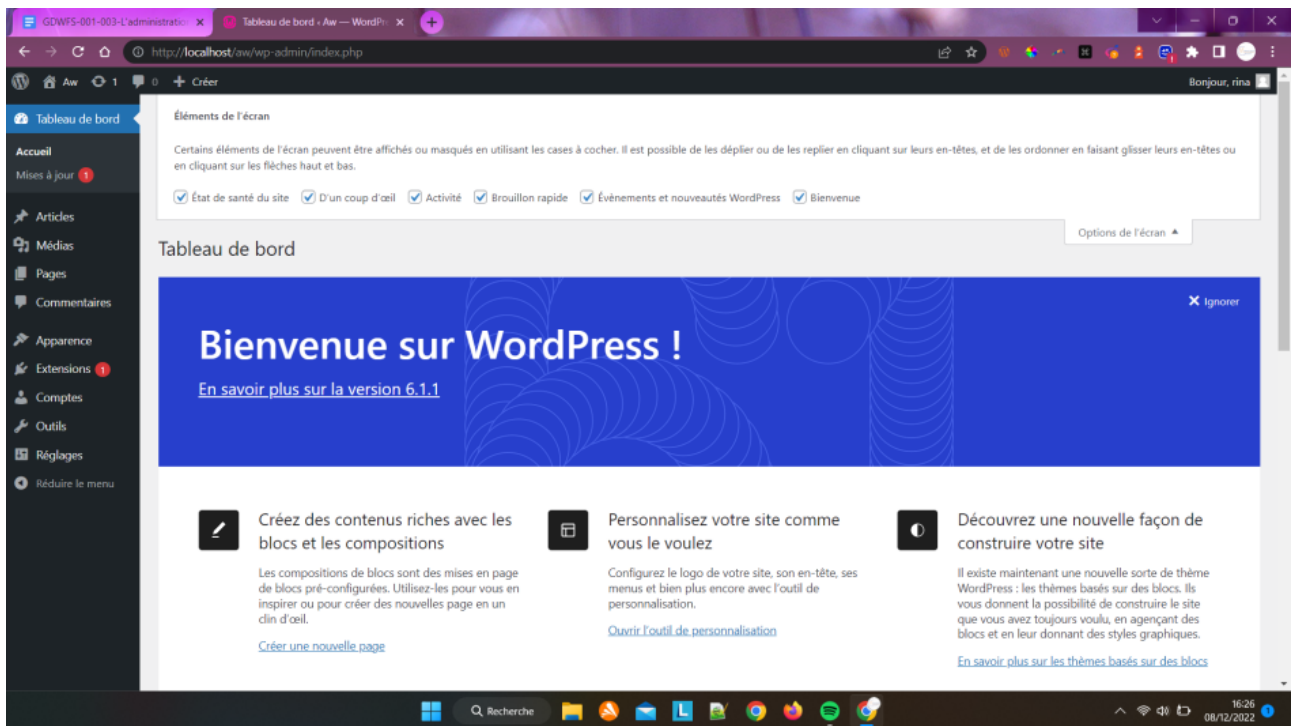 GDWFS-001-003-L'administratio
Tableau de bord ‹ Aw — WordPr
http://localhost/aw/wp-admin/index.php
Aw 1 0 Créer
Bonjour, rina
Tableau de bord
Accueil
Mises à jour 1
Articles
Médias
Pages
Commentaires
Apparence
Extensions 1
Comptes
Outils
Réglages
Réduire le menu
Éléments de l'écran
Certains éléments de l'écran peuvent être affichés ou masqués en utilisant les cases à cocher. Il est possible de les déplier ou de les replier en cliquant sur leurs en-têtes, et de les ordonner en faisant glisser leurs en-têtes ou
en cliquant sur les flèches haut et bas.
État de santé du site D'un coup d'œil Activité Brouillon rapide Évènements et nouveautés WordPress Bienvenue
Options de l'écran
Tableau de bord
Ignorer
Bienvenue sur WordPress !
En savoir plus sur la version 6.1.1
Créez des contenus riches avec les
blocs et les compositions
Les compositions de blocs sont des mises en page
de blocs pré-configurées. Utilisez-les pour vous en
inspirer ou pour créer des nouvelles page en un
clin d'œil.
Créer une nouvelle page
Personnalisez votre site comme
vous le voulez
Configurez le logo de votre site, son en-tête, ses
menus et bien plus encore avec l'outil de
personnalisation.
Ouvrir l'outil de personnalisation
Découvrez une nouvelle façon de
construire votre site
Il existe maintenant une nouvelle sorte de thème
WordPress : les thèmes basés sur des blocs. Ils
vous donnent la possibilité de construire le site
que vous avez toujours voulu, en agençant des
blocs et en leur donnant des styles graphiques.
En savoir plus sur les thèmes basés sur des blocs
Recherche
L
16:26
08/12/2022
1